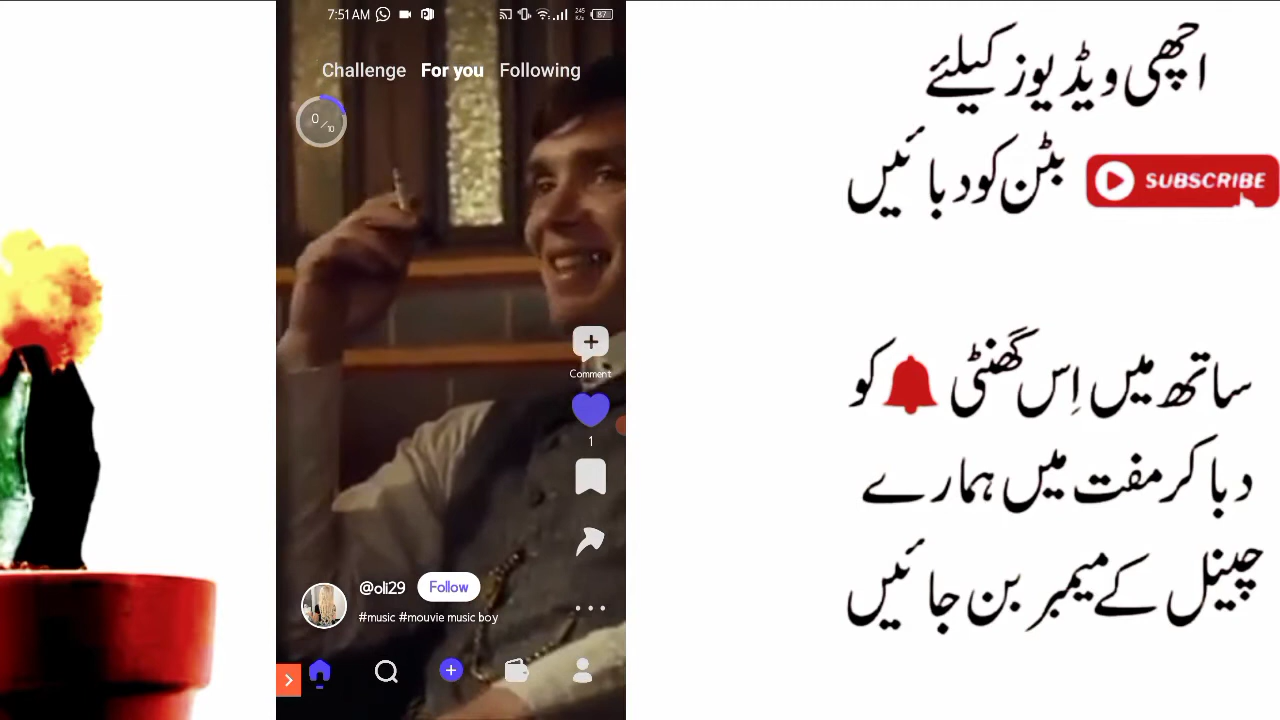 7:51 AM
245
K/s
87
Challenge For you Following
0/10
Comment
1
@oli29 Follow
#music #mouvie music boy
اچھی ویڈیوز کیلئے
SUBSCRIBE بٹن کو دبائیں
ساتھ میں اِس گھنٹی کو
دبا کر مفت میں ہمارے
چینل کے میمبر بن جائیں